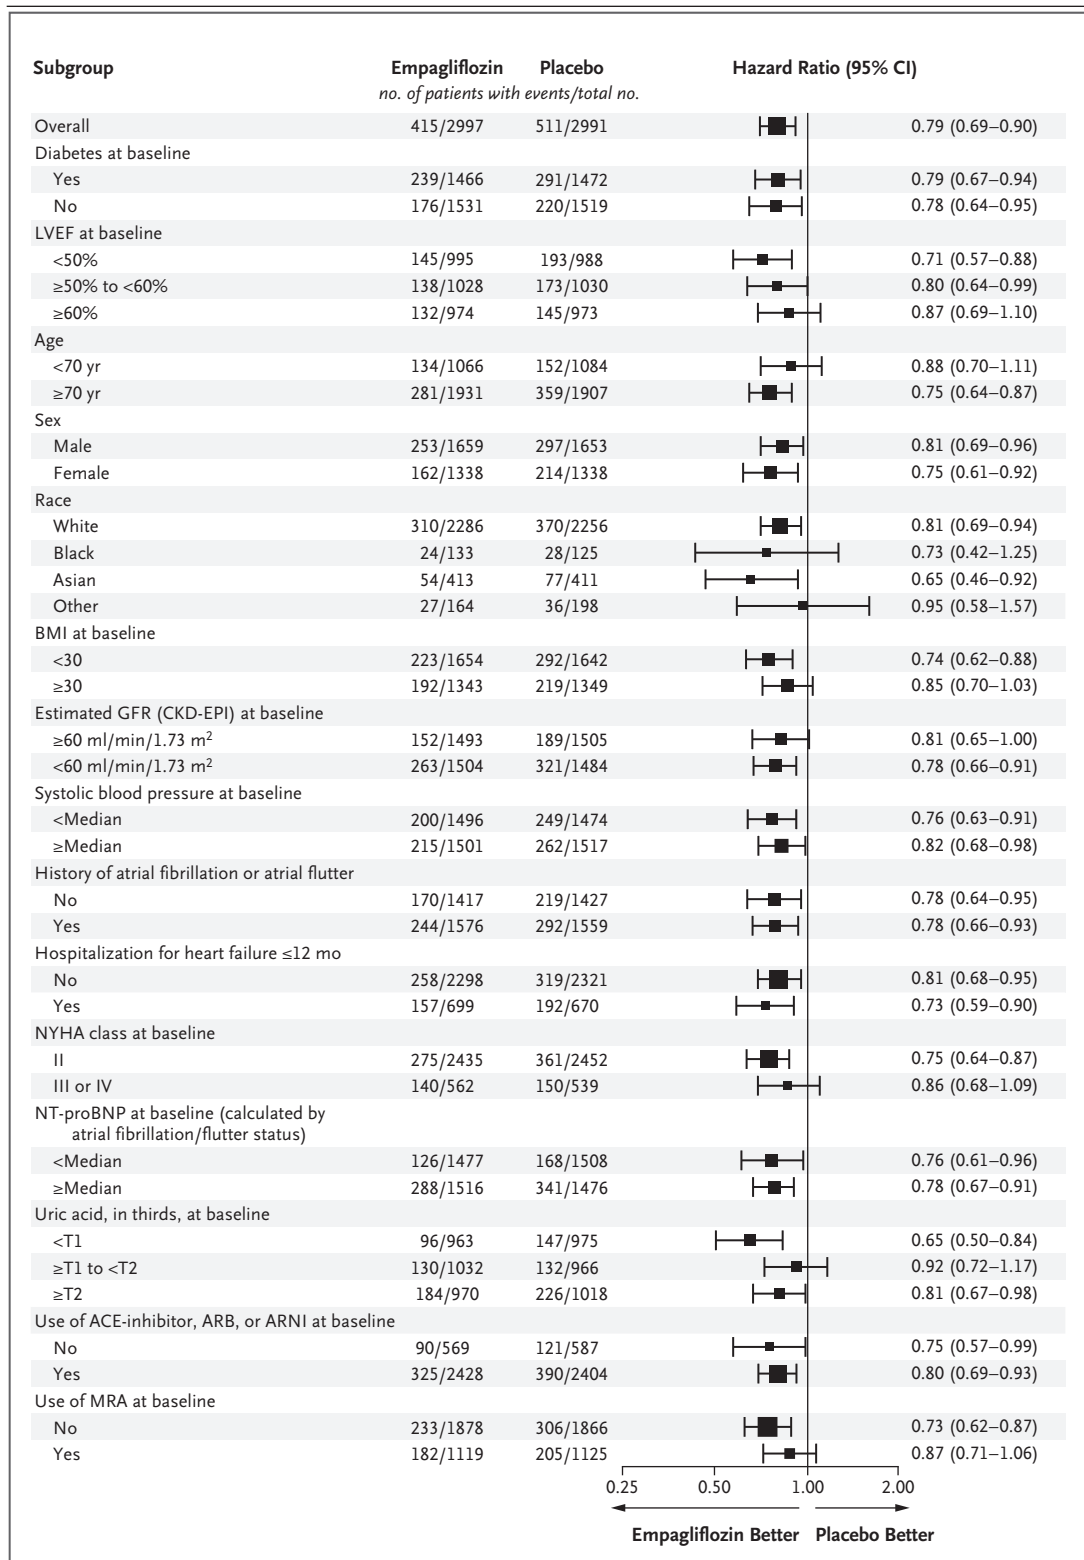 Subgroup Empagliflozin Placebo Hazard Ratio (95% CI)
no. of patients with events/total no.
Overall 415/2997 511/2991 0.79 (0.69–0.90)
Diabetes at baseline
Yes 239/1466 291/1472 0.79 (0.67–0.94)
No 176/1531 220/1519 0.78 (0.64–0.95)
LVEF at baseline
<50% 145/995 193/988 0.71 (0.57–0.88)
≥50% to <60% 138/1028 173/1030 0.80 (0.64–0.99)
≥60% 132/974 145/973 0.87 (0.69–1.10)
Age
<70 yr 134/1066 152/1084 0.88 (0.70–1.11)
≥70 yr 281/1931 359/1907 0.75 (0.64–0.87)
Sex
Male 253/1659 297/1653 0.81 (0.69–0.96)
Female 162/1338 214/1338 0.75 (0.61–0.92)
Race
White 310/2286 370/2256 0.81 (0.69–0.94)
Black 24/133 28/125 0.73 (0.42–1.25)
Asian 54/413 77/411 0.65 (0.46–0.92)
Other 27/164 36/198 0.95 (0.58–1.57)
BMI at baseline
<30 223/1654 292/1642 0.74 (0.62–0.88)
≥30 192/1343 219/1349 0.85 (0.70–1.03)
Estimated GFR (CKD-EPI) at baseline
≥60 ml/min/1.73 m² 152/1493 189/1505 0.81 (0.65–1.00)
<60 ml/min/1.73 m² 263/1504 321/1484 0.78 (0.66–0.91)
Systolic blood pressure at baseline
<Median 200/1496 249/1474 0.76 (0.63–0.91)
≥Median 215/1501 262/1517 0.82 (0.68–0.98)
History of atrial fibrillation or atrial flutter
No 170/1417 219/1427 0.78 (0.64–0.95)
Yes 244/1576 292/1559 0.78 (0.66–0.93)
Hospitalization for heart failure ≤12 mo
No 258/2298 319/2321 0.81 (0.68–0.95)
Yes 157/699 192/670 0.73 (0.59–0.90)
NYHA class at baseline
II 275/2435 361/2452 0.75 (0.64–0.87)
III or IV 140/562 150/539 0.86 (0.68–1.09)
NT-proBNP at baseline (calculated by
atrial fibrillation/flutter status)
<Median 126/1477 168/1508 0.76 (0.61–0.96)
≥Median 288/1516 341/1476 0.78 (0.67–0.91)
Uric acid, in thirds, at baseline
<T1 96/963 147/975 0.65 (0.50–0.84)
≥T1 to <T2 130/1032 132/966 0.92 (0.72–1.17)
≥T2 184/970 226/1018 0.81 (0.67–0.98)
Use of ACE-inhibitor, ARB, or ARNI at baseline
No 90/569 121/587 0.75 (0.57–0.99)
Yes 325/2428 390/2404 0.80 (0.69–0.93)
Use of MRA at baseline
No 233/1878 306/1866 0.73 (0.62–0.87)
Yes 182/1119 205/1125 0.87 (0.71–1.06)
0.25 0.50 1.00 2.00
Empagliflozin Better Placebo Better